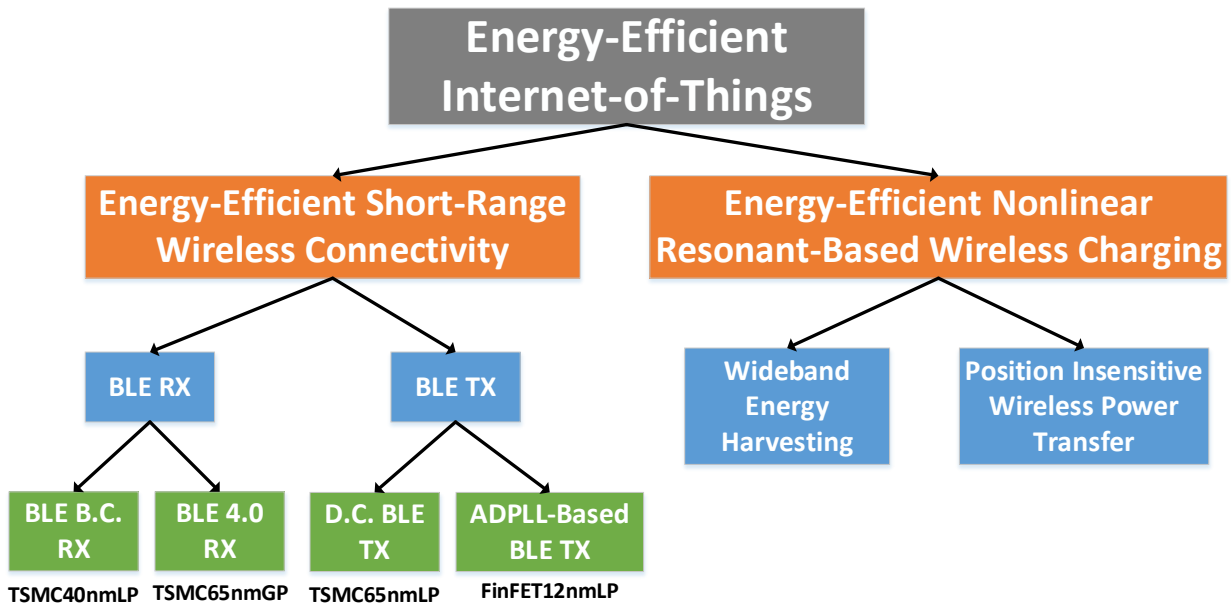 Energy-Efficient
Internet-of-Things
Energy-Efficient Short-Range
Wireless Connectivity
Energy-Efficient Nonlinear
Resonant-Based Wireless Charging
BLE RX
BLE TX
Wideband
Energy
Harvesting
Position Insensitive
Wireless Power
Transfer
BLE B.C.
RX
BLE 4.0
RX
D.C. BLE
TX
ADPLL-Based
BLE TX
TSMC40nmLP
TSMC65nmGP
TSMC65nmLP
FinFET12nmLP